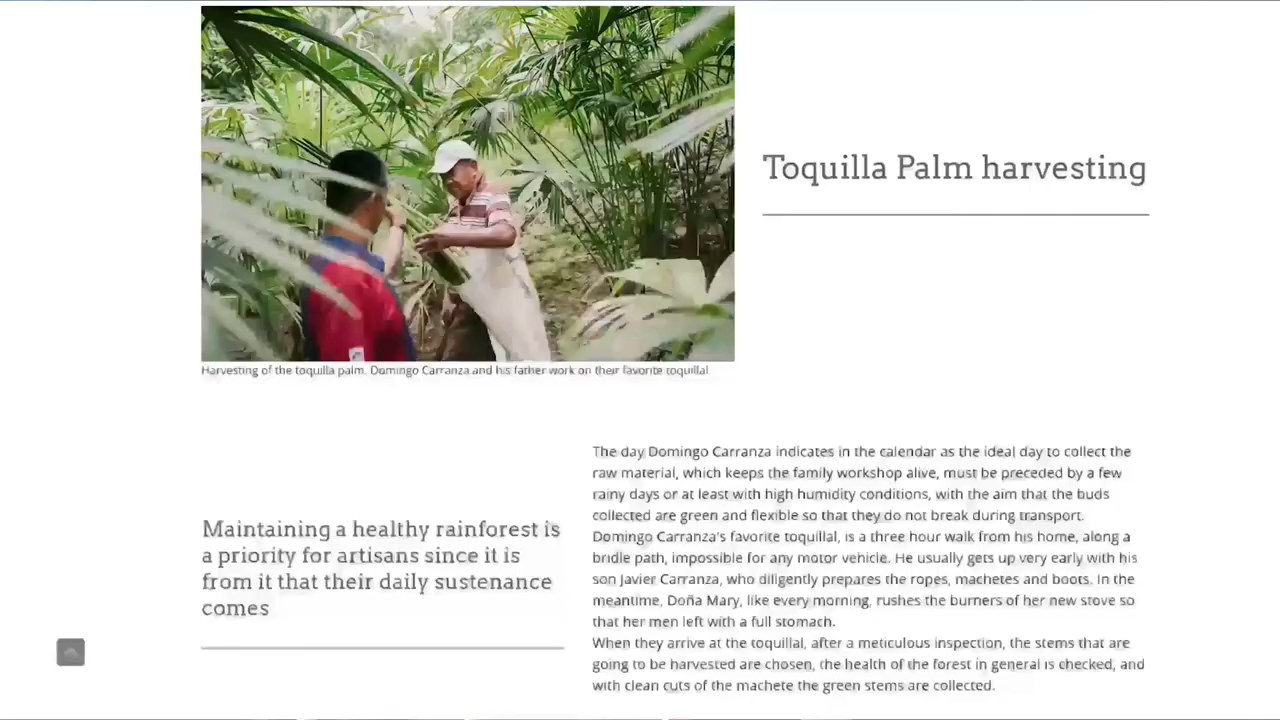 Toquilla Palm harvesting
Harvesting of the toquilla palm. Domingo Carranza and his father work on their favorite toquillal.
Maintaining a healthy rainforest is
a priority for artisans since it is
from it that their daily sustenance
comes
The day Domingo Carranza indicates in the calendar as the ideal day to collect the
raw material, which keeps the family workshop alive, must be preceded by a few
rainy days or at least with high humidity conditions, with the aim that the buds
collected are green and flexible so that they do not break during transport.
Domingo Carranza's favorite toquillal, is a three hour walk from his home, along a
bridle path, impossible for any motor vehicle. He usually gets up very early with his
son Javier Carranza, who diligently prepares the ropes, machetes and boots. In the
meantime, Doña Mary, like every morning, rushes the burners of her new stove so
that her men left with a full stomach.
When they arrive at the toquillal, after a meticulous inspection, the stems that are
going to be harvested are chosen, the health of the forest in general is checked, and
with clean cuts of the machete the green stems are collected.